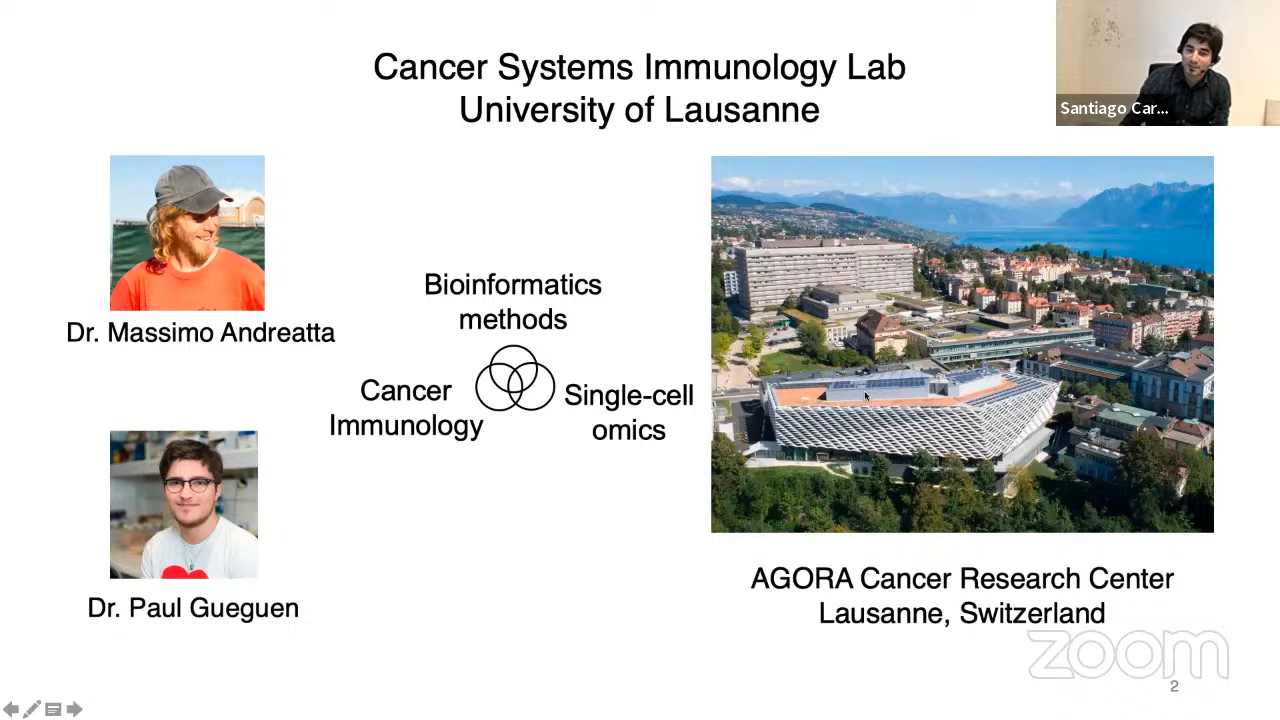 Cancer Systems Immunology Lab
University of Lausanne
Santiago Car...
Dr. Massimo Andreatta
Bioinformatics
methods
Cancer
Immunology
Single-cell
omics
Dr. Paul Gueguen
AGORA Cancer Research Center
Lausanne, Switzerland
zoom
2